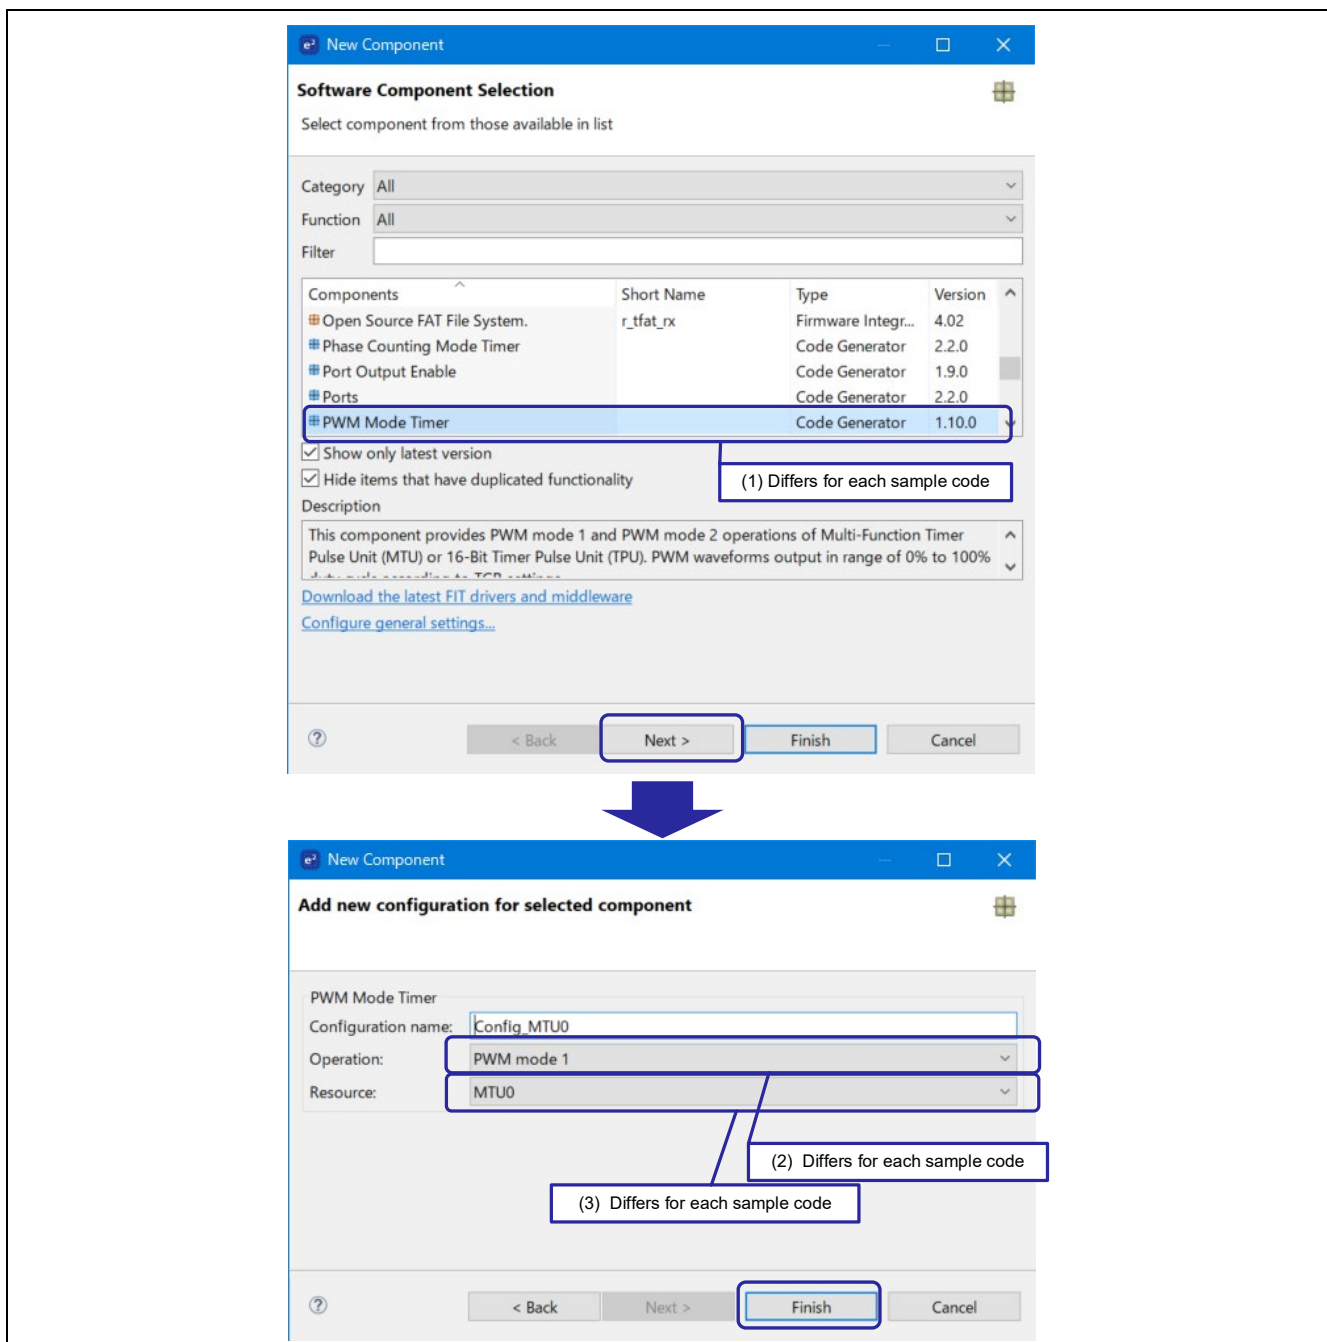 e² New Component
Software Component Selection
Select component from those available in list
Category All
Function All
Filter
Components Short Name Type Version
Open Source FAT File System. r_tfat_rx Firmware Integr... 4.02
Phase Counting Mode Timer Code Generator 2.2.0
Port Output Enable Code Generator 1.9.0
Ports Code Generator 2.2.0
PWM Mode Timer Code Generator 1.10.0
Show only latest version
Hide items that have duplicated functionality
(1) Differs for each sample code
Description
This component provides PWM mode 1 and PWM mode 2 operations of Multi-Function Timer
Pulse Unit (MTU) or 16-Bit Timer Pulse Unit (TPU). PWM waveforms output in range of 0% to 100%
duty cycle according to TGR settings
Download the latest FIT drivers and middleware
Configure general settings...
? < Back Next > Finish Cancel
e² New Component
Add new configuration for selected component
PWM Mode Timer
Configuration name: Config_MTU0
Operation: PWM mode 1
Resource: MTU0
(2) Differs for each sample code
(3) Differs for each sample code
? < Back Next > Finish Cancel